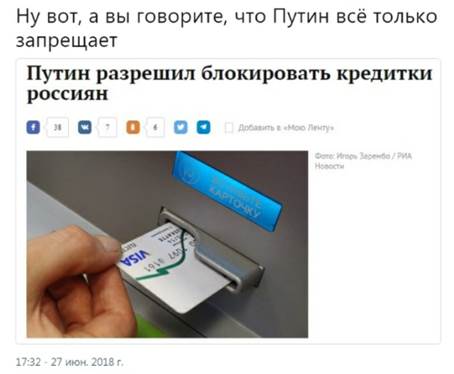 Ну вот, а вы говорите, что Путин всё только
запрещает
Путин разрешил блокировать кредитки
россиян
38
7
6
Добавить в «Мою Ленту»
Фото: Игорь Зарембо / РИА
Новости
КАРТОЧКУ
VISA
17:32 - 27 июн. 2018 г.